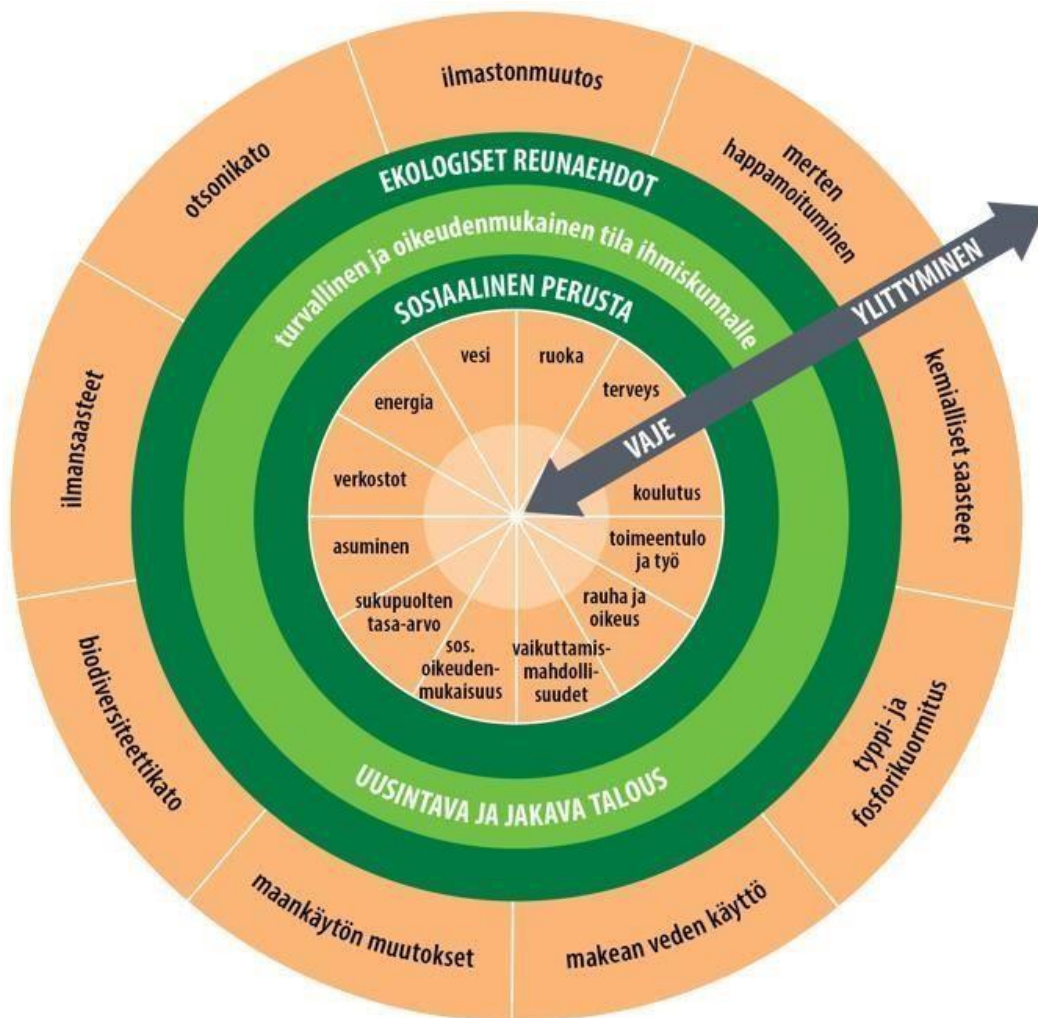 ilmastonmuutos
merten
happamoituminen
kemialliset saasteet
typpi- ja
fosforikuormitus
makean veden käyttö
maankäytön muutokset
biodiversiteettikato
ilmansaasteet
otsonikato
EKOLOGISET REUNAEHDOT
turvallinen ja oikeudenmukainen tila ihmiskunnalle
SOSIAALINEN PERUSTA
YLITTYMINEN
VAJE
vesi
ruoka
terveys
koulutus
toimeentulo
ja työ
rauha ja
oikeus
vaikuttamis-
mahdolli-
suudet
sos.
oikeuden-
mukaisuus
sukupuolten
tasa-arvo
asuminen
verkostot
energia
UUSINTAVA JA JAKAVA TALOUS